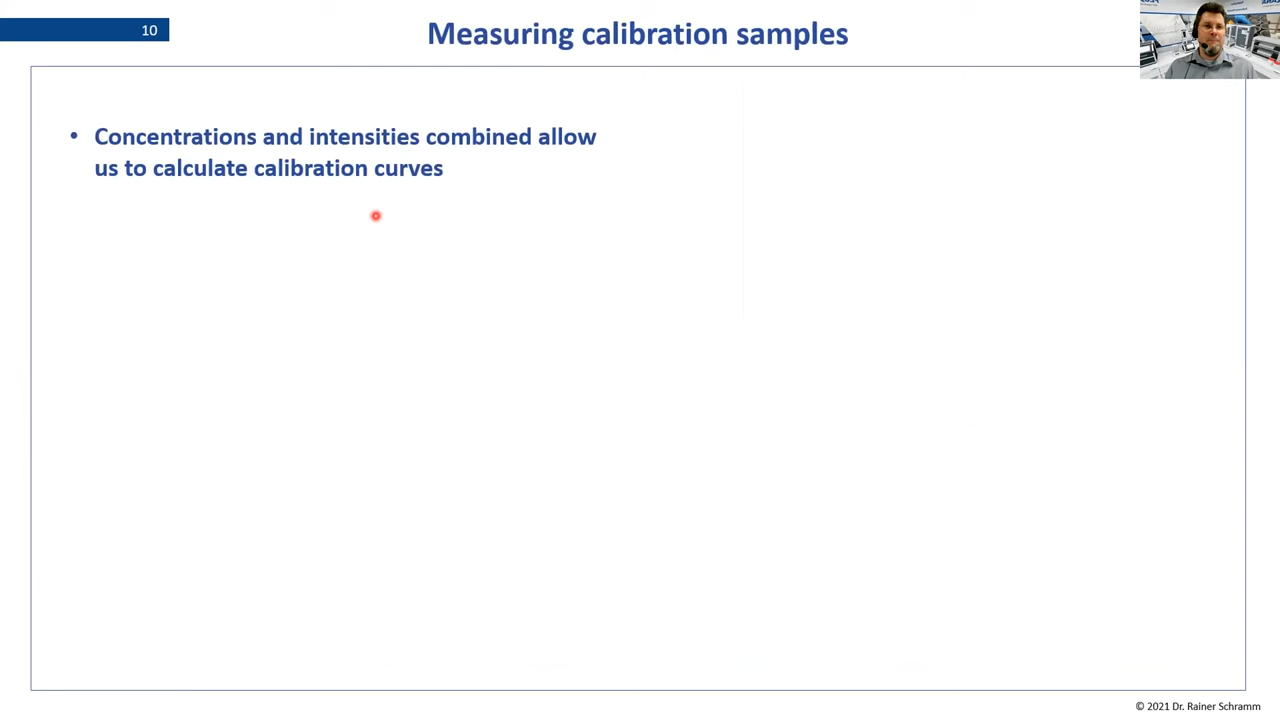 10
Measuring calibration samples
• Concentrations and intensities combined allow
us to calculate calibration curves
© 2021 Dr. Rainer Schramm